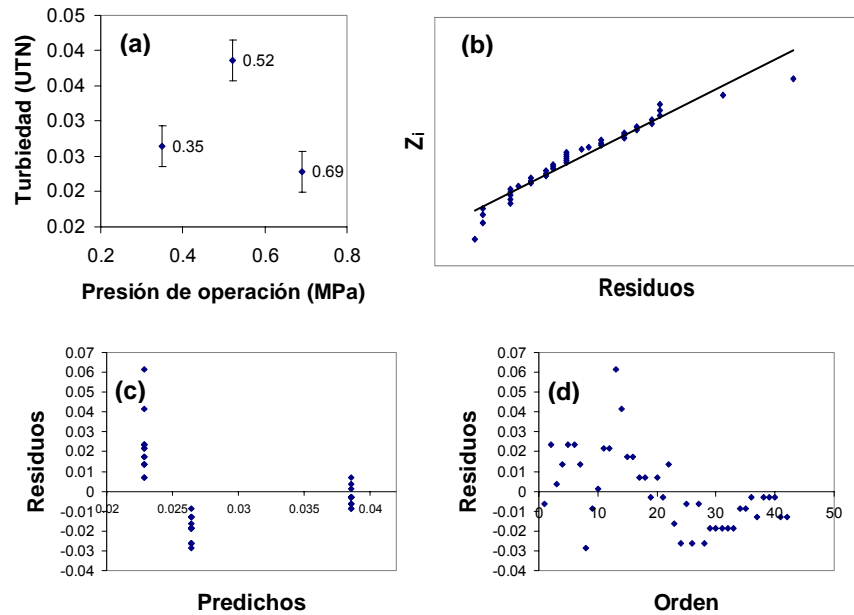 (a)
Turbiedad (UTN)
0.05
0.04
0.04
0.03
0.03
0.02
0.02
0.52
0.35
0.69
0.2 0.4 0.6 0.8
Presión de operación (MPa)
(b)
Zi
Residuos
(c)
Residuos
0.07
0.06
0.05
0.04
0.03
0.02
0.01
0
-0.01
-0.02
-0.03
-0.04
0.02 0.025 0.03 0.035 0.04
Predichos
(d)
Residuos
0.07
0.06
0.05
0.04
0.03
0.02
0.01
0
-0.01
-0.02
-0.03
-0.04
0 10 20 30 40 50
Orden